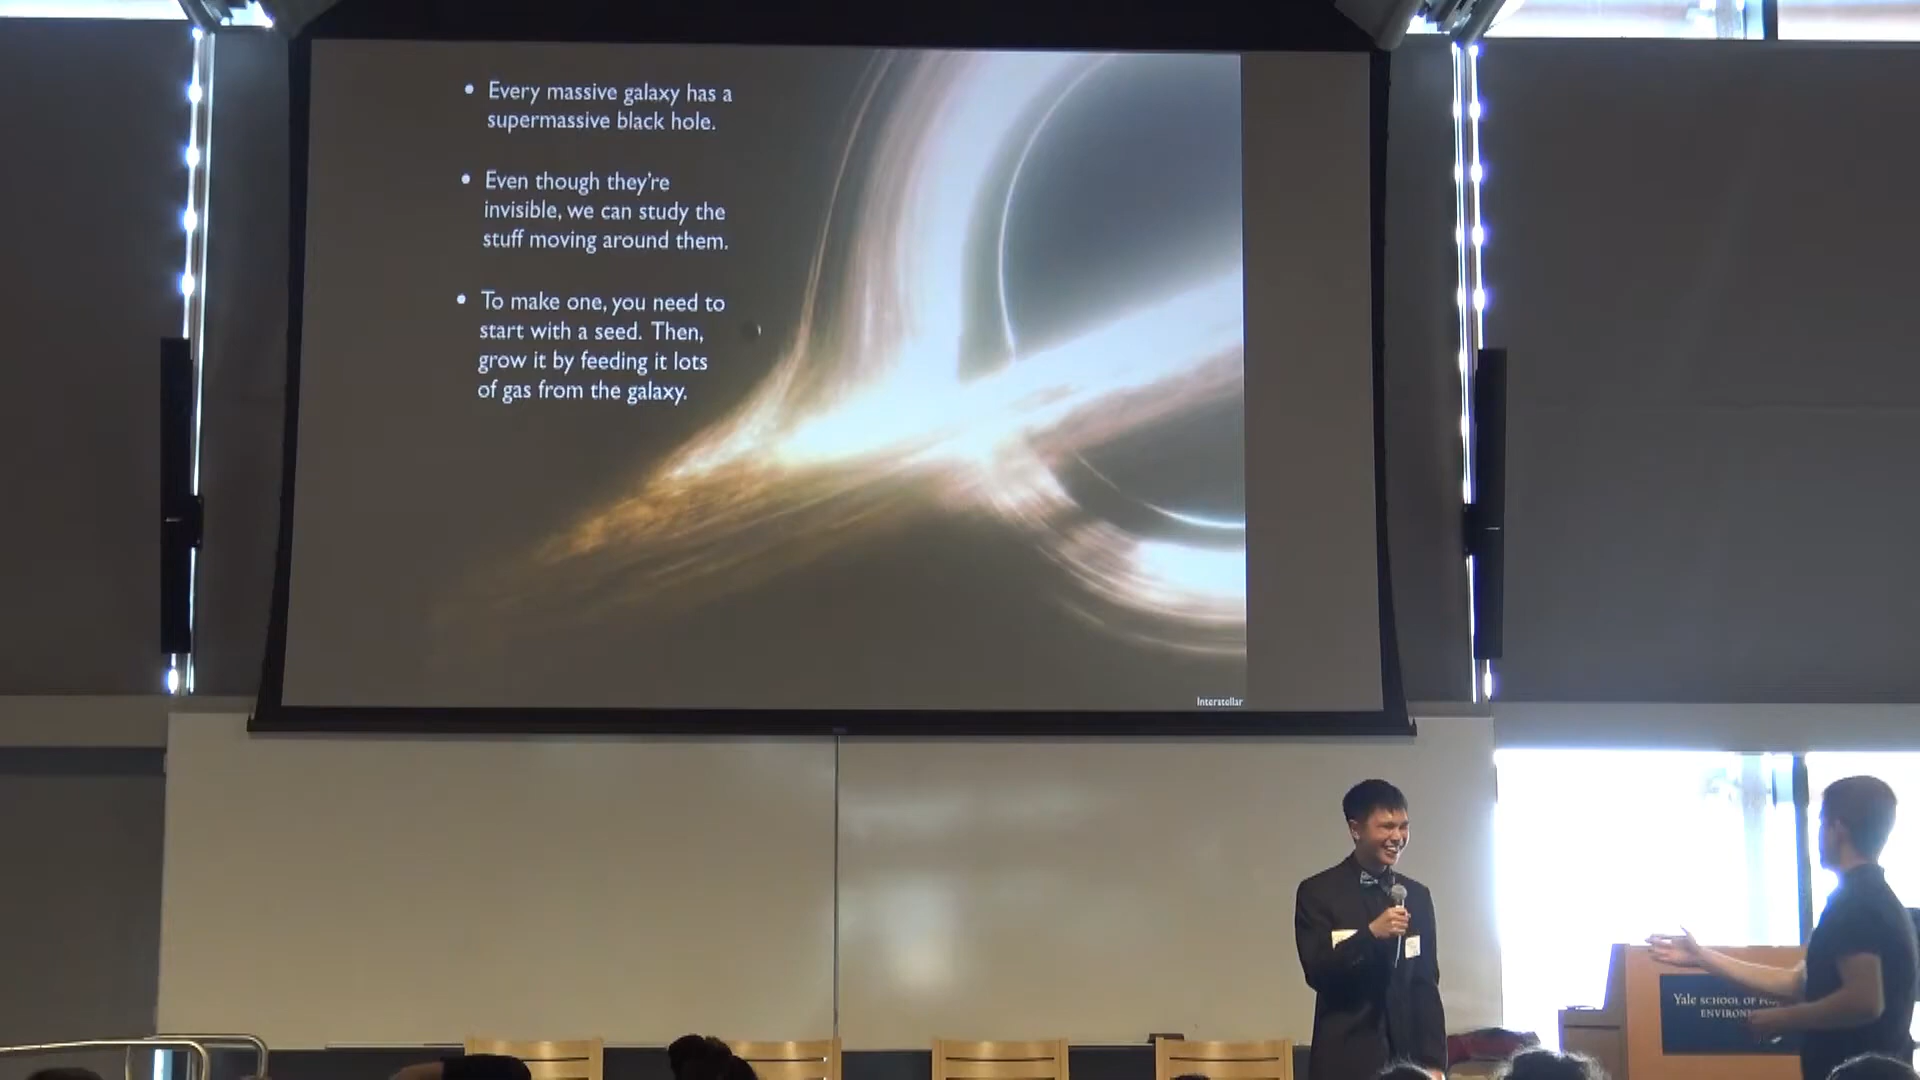 • Every massive galaxy has a
supermassive black hole.
• Even though they're
invisible, we can study the
stuff moving around them.
• To make one, you need to
start with a seed. Then,
grow it by feeding it lots
of gas from the galaxy.
Interstellar
Yale SCHOOL OF